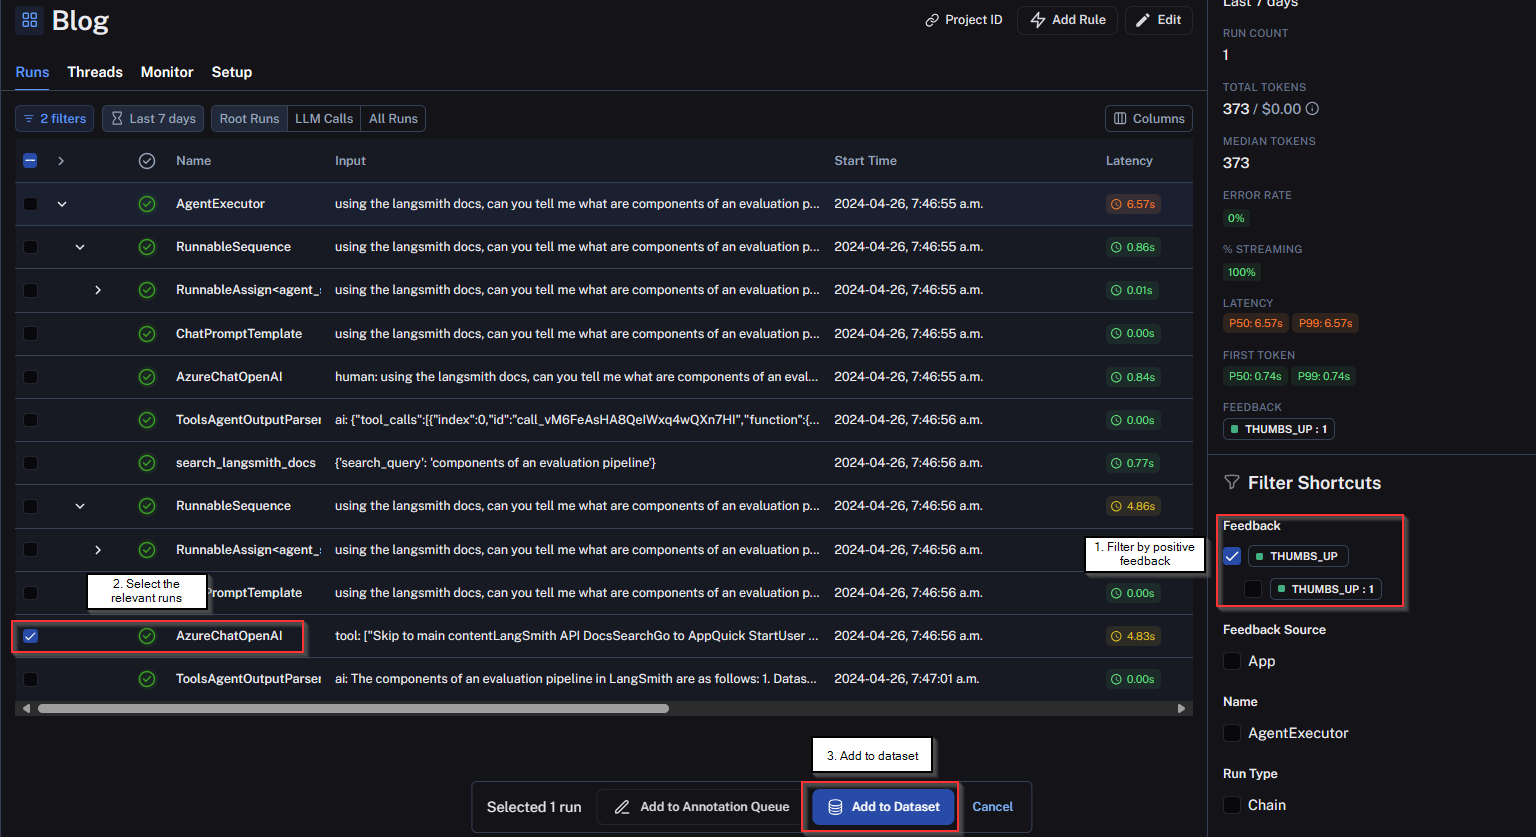 Blog
Project ID
Add Rule
Edit
Runs Threads Monitor Setup
2 filters
Last 7 days
Root Runs LLM Calls All Runs
Columns
Name Input Start Time Latency
AgentExecutor using the langsmith docs, can you tell me what are components of an evaluation p... 2024-04-26, 7:46:55 a.m. 6.57s
RunnableSequence using the langsmith docs, can you tell me what are components of an evaluation p... 2024-04-26, 7:46:55 a.m. 0.86s
RunnableAssign<agent_s using the langsmith docs, can you tell me what are components of an evaluation p... 2024-04-26, 7:46:55 a.m. 0.01s
ChatPromptTemplate using the langsmith docs, can you tell me what are components of an evaluation p... 2024-04-26, 7:46:55 a.m. 0.00s
AzureChatOpenAI human: using the langsmith docs, can you tell me what are components of an eval... 2024-04-26, 7:46:55 a.m. 0.84s
ToolsAgentOutputParser ai: {"tool_calls":[{"index":0,"id":"call_vM6FeAsHA8QeIWxq4wQXn7HI","function":{... 2024-04-26, 7:46:56 a.m. 0.00s
search_langsmith_docs {'search_query': 'components of an evaluation pipeline'} 2024-04-26, 7:46:56 a.m. 0.77s
RunnableSequence using the langsmith docs, can you tell me what are components of an evaluation p... 2024-04-26, 7:46:56 a.m. 4.86s
RunnableAssign<agent_s using the langsmith docs, can you tell me what are components of an evaluation p... 2024-04-26, 7:46:56 a.m.
PromptTemplate using the langsmith docs, can you tell me what are components of an evaluation p... 2024-04-26, 7:46:56 a.m. 0.00s
AzureChatOpenAI tool: ["Skip to main contentLangSmith API DocsSearchGo to AppQuick StartUser ... 2024-04-26, 7:46:56 a.m. 4.83s
ToolsAgentOutputParser ai: The components of an evaluation pipeline in LangSmith are as follows: 1. Datas... 2024-04-26, 7:47:01 a.m. 0.00s
2. Select the
relevant runs
1. Filter by positive
feedback
3. Add to dataset
Selected 1 run
Add to Annotation Queue
Add to Dataset
Cancel
Last 7 days
RUN COUNT
1
TOTAL TOKENS
373 / $0.00
MEDIAN TOKENS
373
ERROR RATE
0%
% STREAMING
100%
LATENCY
P50: 6.57s P99: 6.57s
FIRST TOKEN
P50: 0.74s P99: 0.74s
FEEDBACK
THUMBS_UP : 1
Filter Shortcuts
Feedback
THUMBS_UP
THUMBS_UP : 1
Feedback Source
App
Name
AgentExecutor
Run Type
Chain